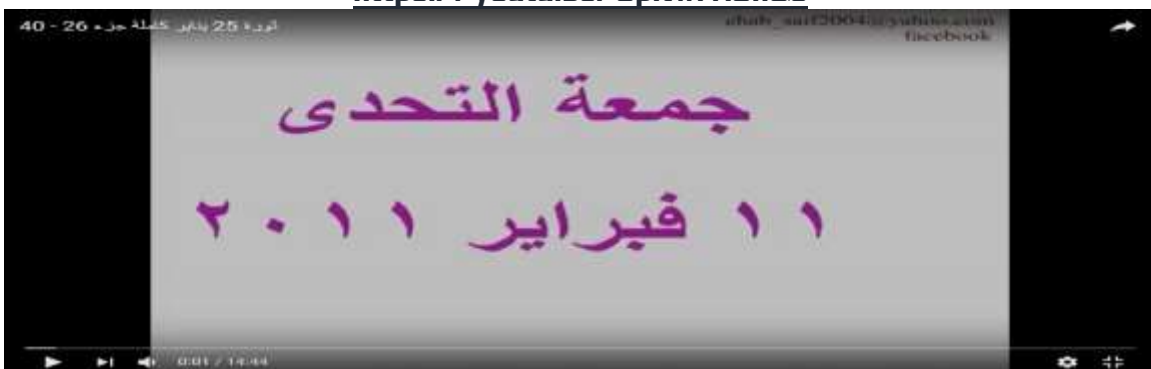 ثورة 25 يناير كاملة جزء 26 - 40
facebook
جمعة التحدى
١١ فبراير ٢٠١١
0:01 / 14:44